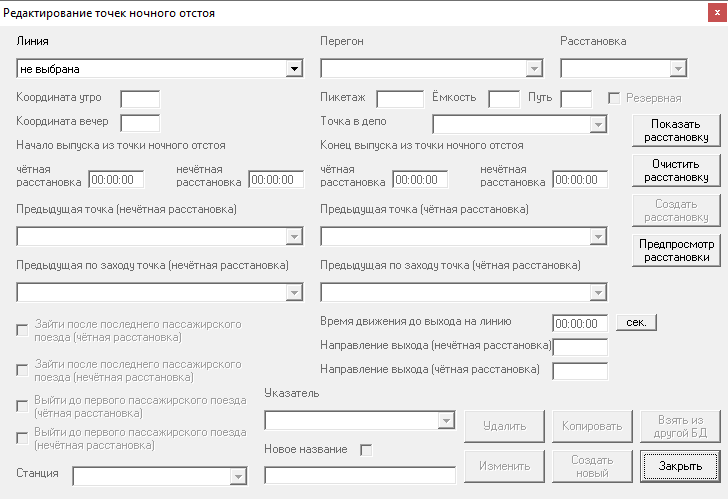 Редактирование точек ночного отстоя
Линия
Перегон
Расстановка
не выбрана
Координата утро
Пикетаж
Ёмкость
Путь
Резервная
Координата вечер
Точка в депо
Показать
расстановку
Начало выпуска из точки ночного отстоя
Конец выпуска из точки ночного отстоя
чётная
расстановка
00:00:00
нечётная
расстановка
00:00:00
чётная
расстановка
00:00:00
нечётная
расстановка
00:00:00
Очистить
расстановку
Создать
расстановку
Предыдущая точка (нечётная расстановка)
Предыдущая точка (чётная расстановка)
Предпросмотр
расстановки
Предыдущая по заходу точка (нечётная расстановка)
Предыдущая по заходу точка (чётная расстановка)
Зайти после последнего пассажирского
поезда (чётная расстановка)
Время движения до выхода на линию
00:00:00
сек.
Направление выхода (нечётная расстановка)
Зайти после последнего пассажирского
поезда (нечётная расстановка)
Направление выхода (чётная расстановка)
Выйти до первого пассажирского поезда
(чётная расстановка)
Указатель
Удалить
Копировать
Взять из
другой БД
Выйти до первого пассажирского поезда
(нечётная расстановка)
Новое название
Станция
Изменить
Создать
новый
Закрыть